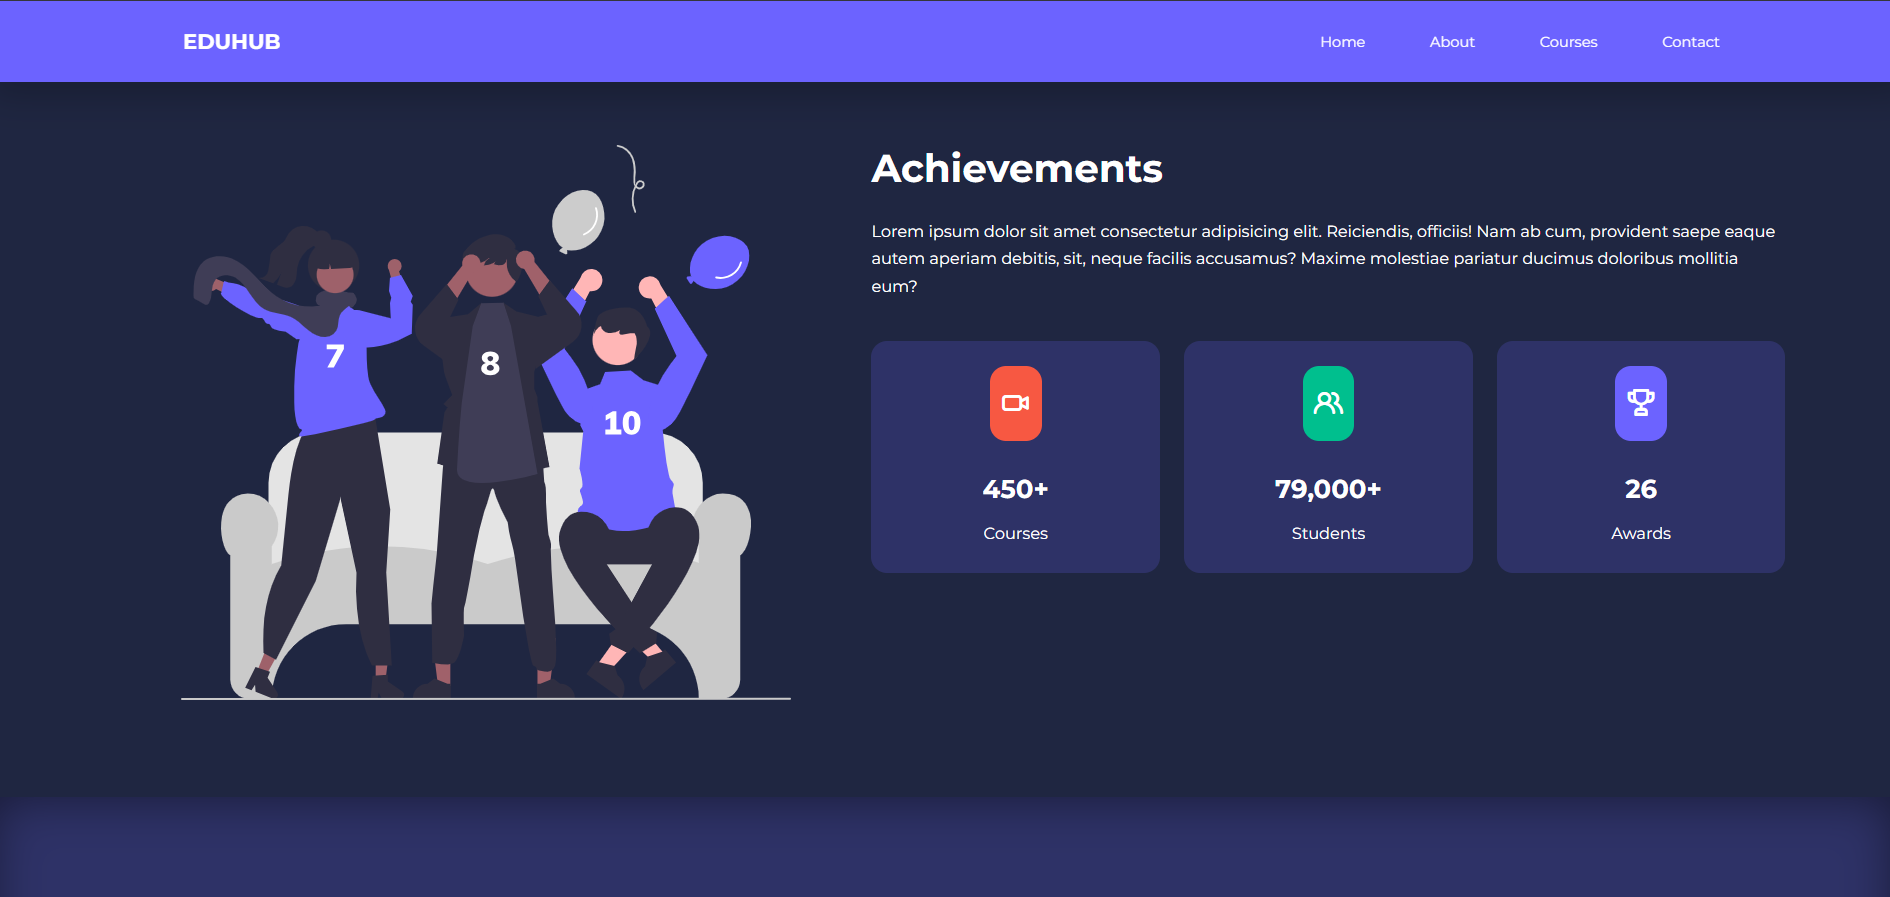 EDUHUB
Home
About
Courses
Contact
7
8
10
Achievements
Lorem ipsum dolor sit amet consectetur adipisicing elit. Reiciendis, officiis! Nam ab cum, provident saepe eaque
autem aperiam debitis, sit, neque facilis accusamus? Maxime molestiae pariatur ducimus doloribus mollitia
eum?
450+
Courses
79,000+
Students
26
Awards